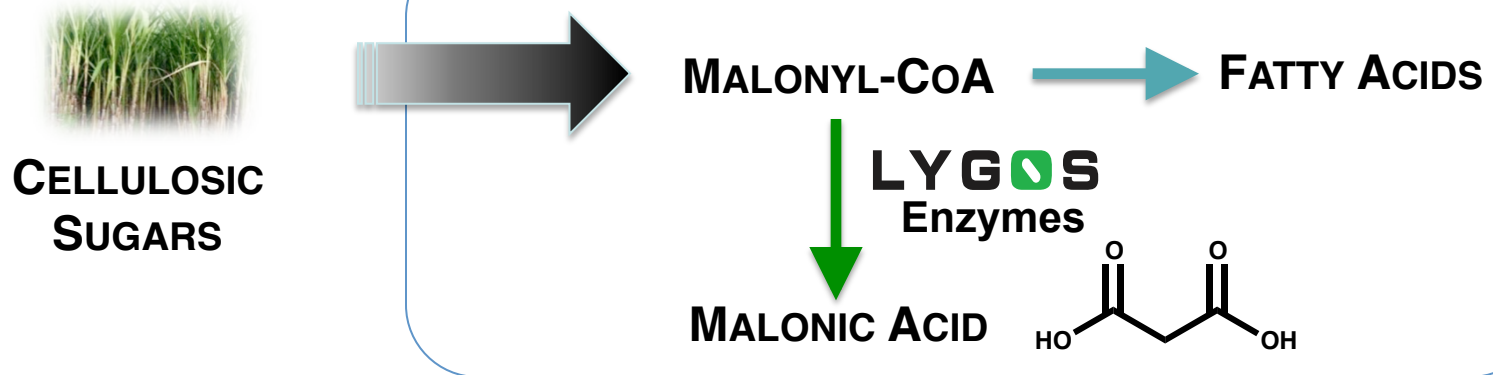 MALONYL-COA
FATTY ACIDS
CELLULOSIC
SUGARS
LYGOS
Enzymes
MALONIC ACID
O
O
HO
OH